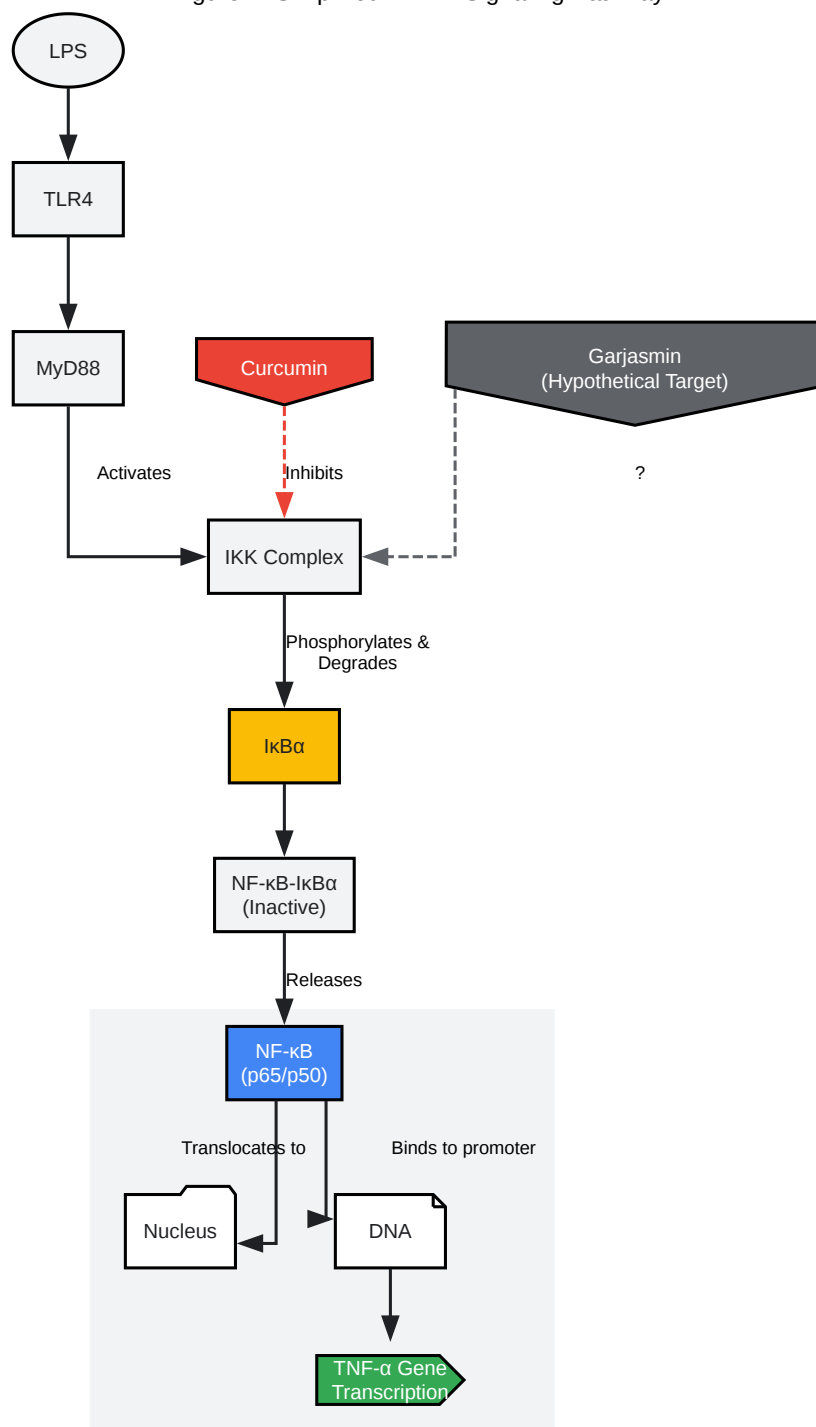 LPS
TLR4
MyD88
Curcumin
Garjasmin
(Hypothetical Target)
Activates
Inhibits
?
IKK Complex
Phosphorylates &
Degrades
IκBα
NF-κB-IκBα
(Inactive)
Releases
NF-κB
(p65/p50)
Translocates to
Binds to promoter
Nucleus
DNA
TNF-α Gene
Transcription